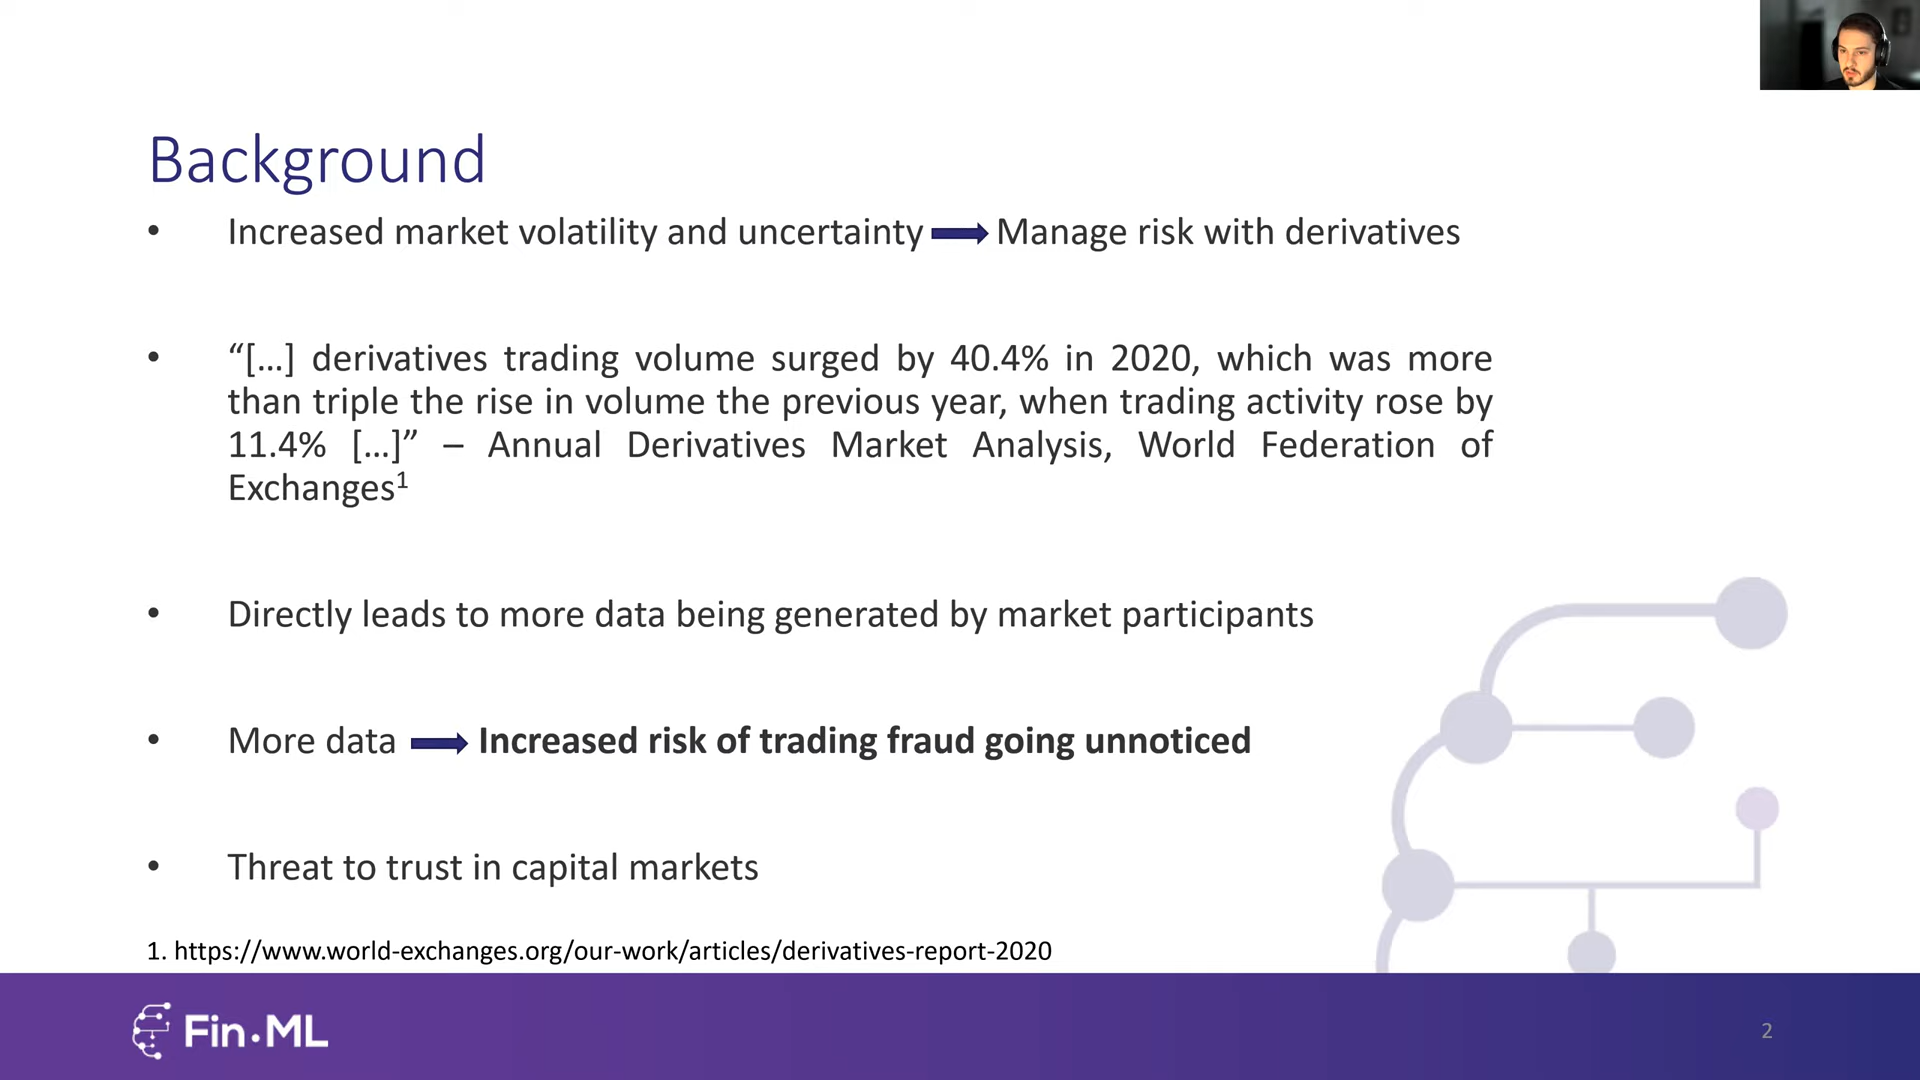 Background
• Increased market volatility and uncertainty Manage risk with derivatives
• “[…] derivatives trading volume surged by 40.4% in 2020, which was more
than triple the rise in volume the previous year, when trading activity rose by
11.4% […]” – Annual Derivatives Market Analysis, World Federation of
Exchanges¹
• Directly leads to more data being generated by market participants
• More data Increased risk of trading fraud going unnoticed
• Threat to trust in capital markets
1. https://www.world-exchanges.org/our-work/articles/derivatives-report-2020
Fin·ML
2